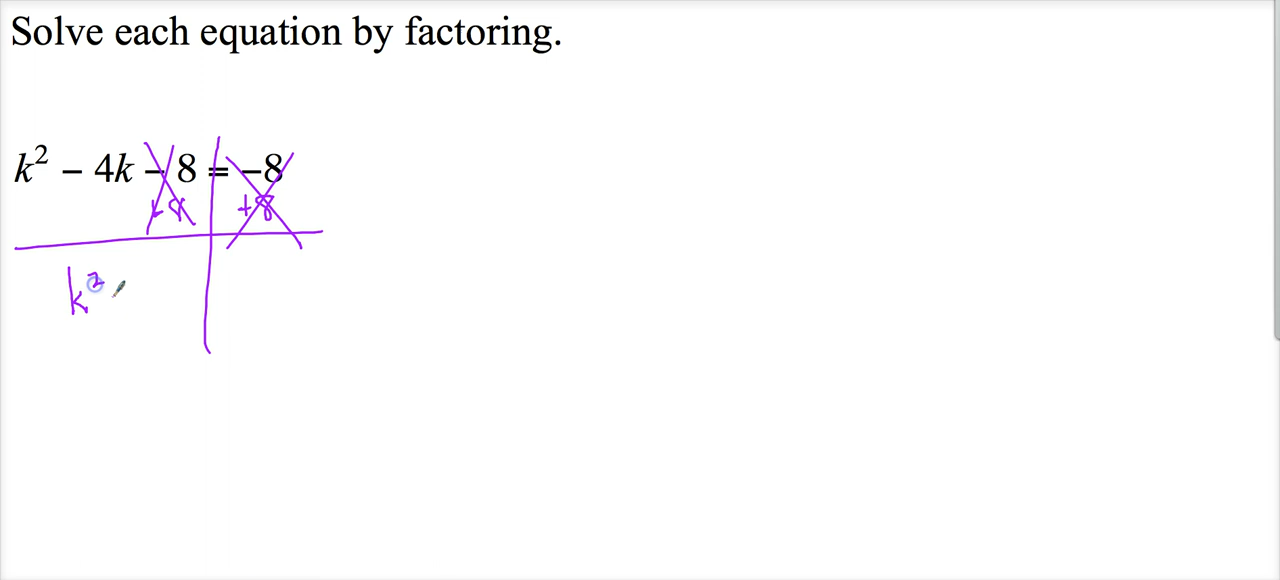 Solve each equation by factoring.
k² – 4k – 8 = –8
+8 +8
k²